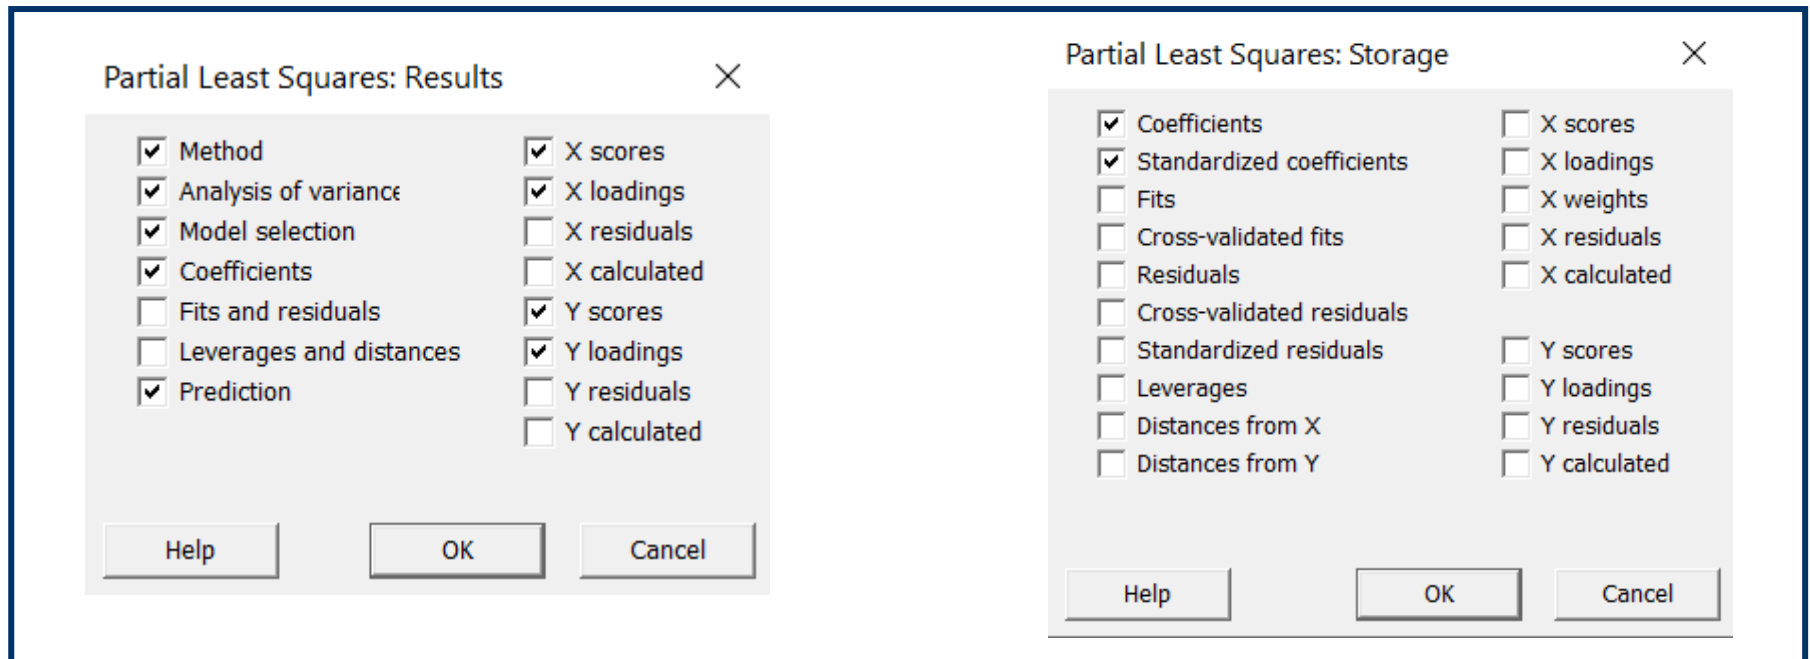 Partial Least Squares: Results
Method
Analysis of variance
Model selection
Coefficients
Fits and residuals
Leverages and distances
Prediction
X scores
X loadings
X residuals
X calculated
Y scores
Y loadings
Y residuals
Y calculated
Help
OK
Cancel
Partial Least Squares: Storage
Coefficients
Standardized coefficients
Fits
Cross-validated fits
Residuals
Cross-validated residuals
Standardized residuals
Leverages
Distances from X
Distances from Y
X scores
X loadings
X weights
X residuals
X calculated
Y scores
Y loadings
Y residuals
Y calculated
Help
OK
Cancel